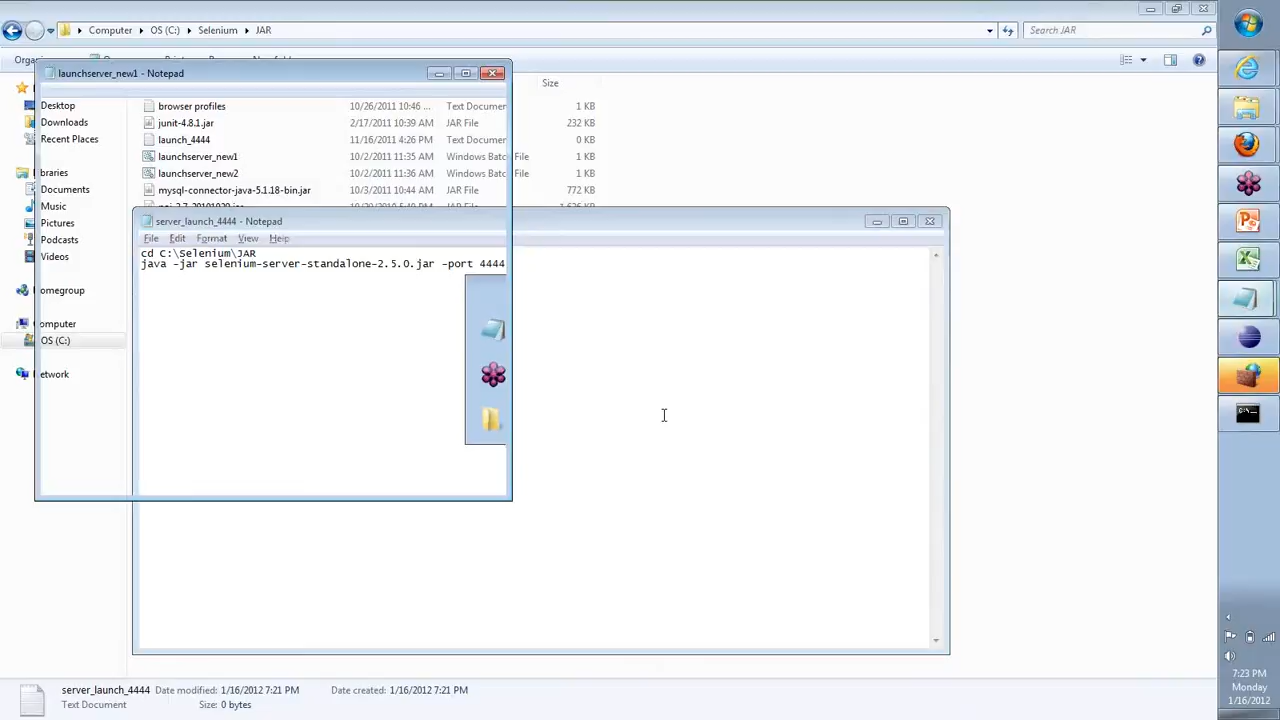 Computer
OS (C:)
Selenium
JAR
Search JAR
launchserver_new1 - Notepad
Size
Desktop
browser profiles
10/26/2011 10:46 ...
Text Document
1 KB
Downloads
junit-4.8.1.jar
2/17/2011 10:39 AM
JAR File
232 KB
Recent Places
launch_4444
11/16/2011 4:26 PM
Text Document
0 KB
launchserver_new1
10/2/2011 11:35 AM
Windows Batc
File
1 KB
launchserver_new2
10/2/2011 11:36 AM
Windows Batc
File
1 KB
mysql-connector-java-5.1.18-bin.jar
10/3/2011 10:44 AM
JAR File
772 KB
ibraries
Documents
Music
Pictures
Podcasts
Videos
omegroup
omputer
OS (C:)
etwork
server_launch_4444 - Notepad
File Edit Format View Help
cd C:\Selenium\JAR
java -jar selenium-server-standalone-2.5.0.jar -port 4444
server_launch_4444
Date modified: 1/16/2012 7:21 PM
Date created: 1/16/2012 7:21 PM
Text Document
Size: 0 bytes
7:23 PM
Monday
1/16/2012